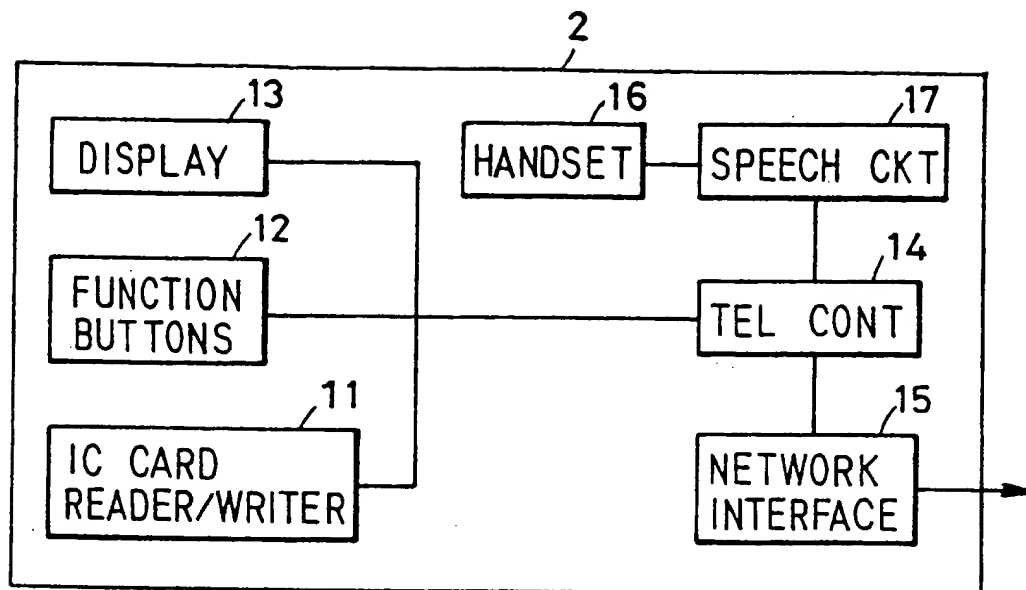 2
13
DISPLAY
16
HANDSET
17
SPEECH CKT
12
FUNCTION
BUTTONS
14
TEL CONT
11
IC CARD
READER/WRITER
15
NETWORK
INTERFACE